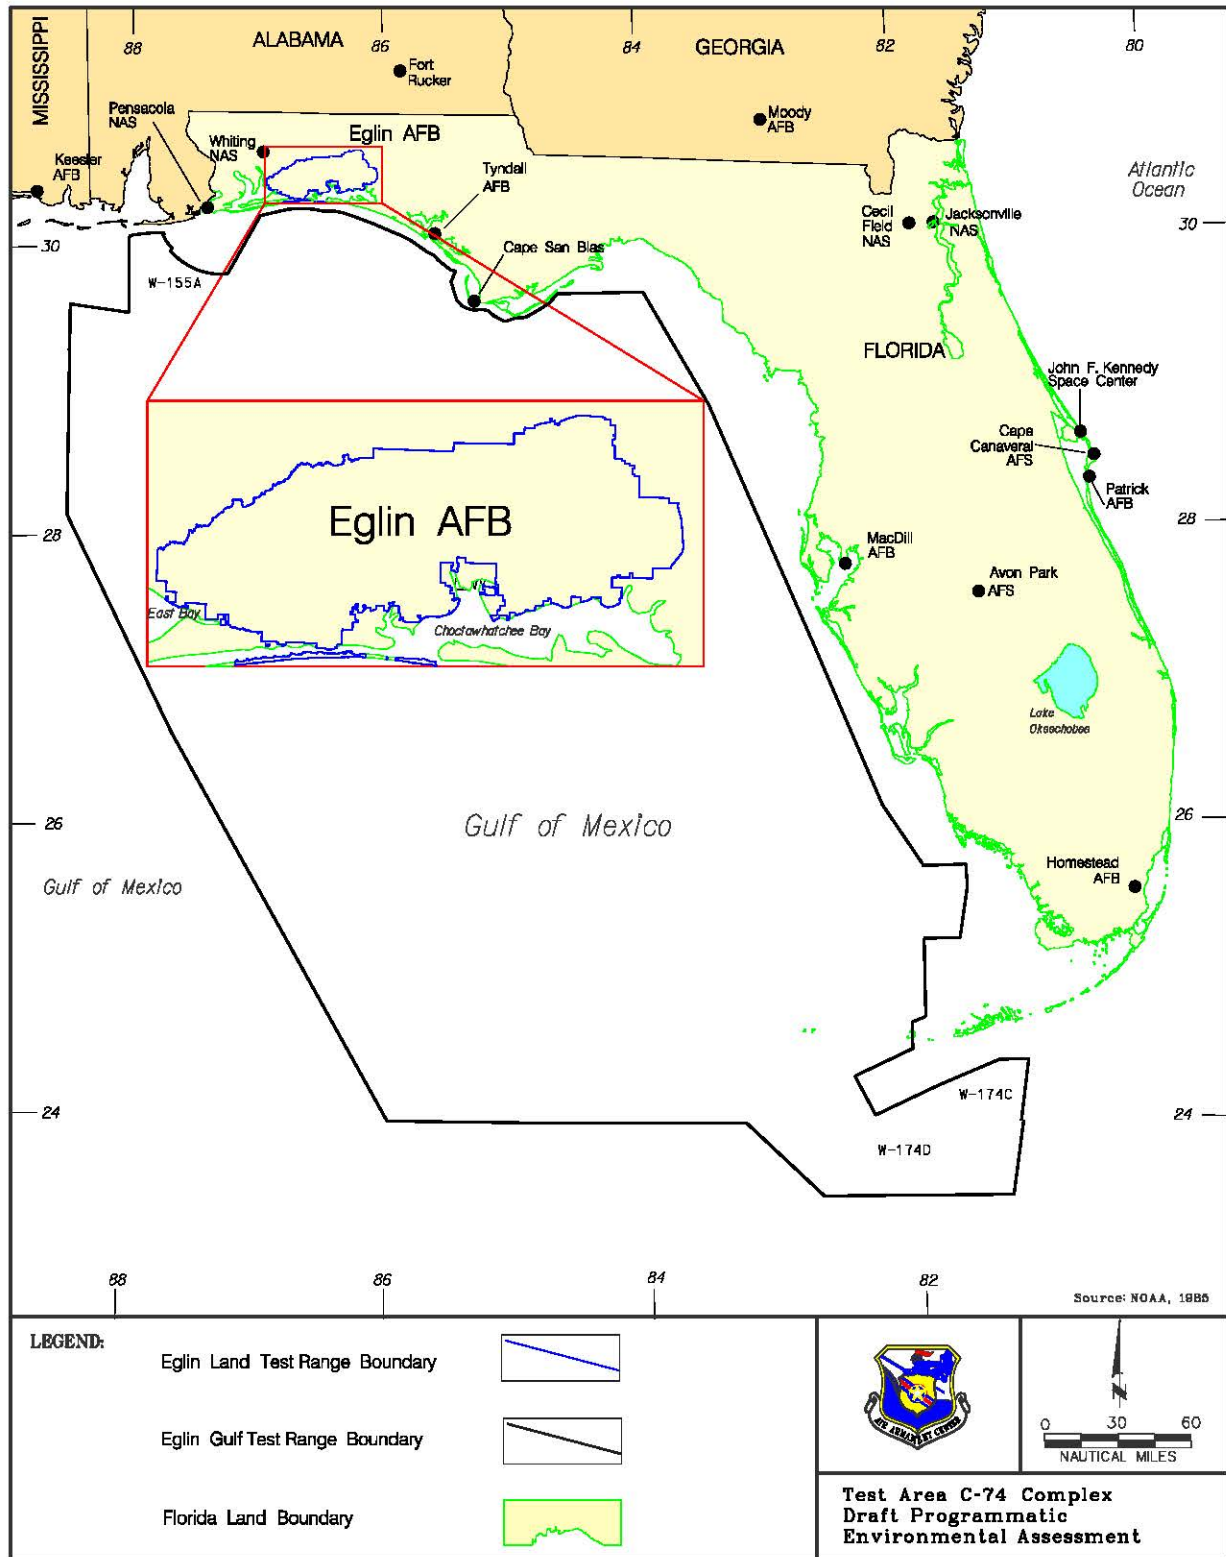 88
86
84
82
80
MISSISSIPPI
ALABAMA
GEORGIA
Fort
Rucker
Pensacola
NAS
Whiting
NAS
Eglin AFB
Moody
AFB
Keesler
AFB
Tyndall
AFB
Atlantic
Ocean
Cecil
Field
NAS
Jacksonville
NAS
30
30
Cape San Blas
W-155A
FLORIDA
John F. Kennedy
Space Center
Cape
Canaveral
AFS
Patrick
AFB
Eglin AFB
28
28
MacDill
AFB
Avon Park
AFS
East Bay
Choctawhatchee Bay
Lake
Okeechobee
26
26
Gulf of Mexico
Gulf of Mexico
Homestead
AFB
24
24
W-174C
W-174D
88
86
84
82
Source: NOAA, 1985
LEGEND:
Eglin Land Test Range Boundary
Eglin Gulf Test Range Boundary
Florida Land Boundary
AIR ARMAMENT CENTER
N
0 30 60
NAUTICAL MILES
Test Area C-74 Complex
Draft Programmatic
Environmental Assessment